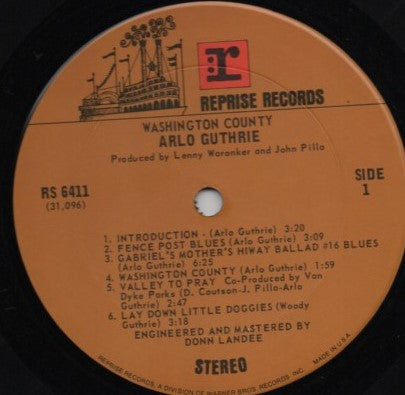 r
REPRISE RECORDS
WASHINGTON COUNTY
ARLO GUTHRIE
Produced by Lenny Waronker and John Pilla
RS 6411
(31,096)
SIDE
1
1. INTRODUCTION - (Arlo Guthrie) 3:20
2. FENCE POST BLUES (Arlo Guthrie) 3:09
3. GABRIEL'S MOTHER'S HIWAY BALLAD #16 BLUES
(Arlo Guthrie) 6:25
4. WASHINGTON COUNTY (Arlo Guthrie) 1:59
5. VALLEY TO PRAY Co-Produced by Van
Dyke Parks (D. Coutson-J. Pilla-Arlo
Guthrie) 2:47
6. LAY DOWN LITTLE DOGGIES (Woody
Guthrie) 3:18
ENGINEERED AND MASTERED BY
DONN LANDEE
STEREO
REPRISE RECORDS, A DIVISION OF WARNER BROS. RECORDS, INC. MADE IN U.S.A.